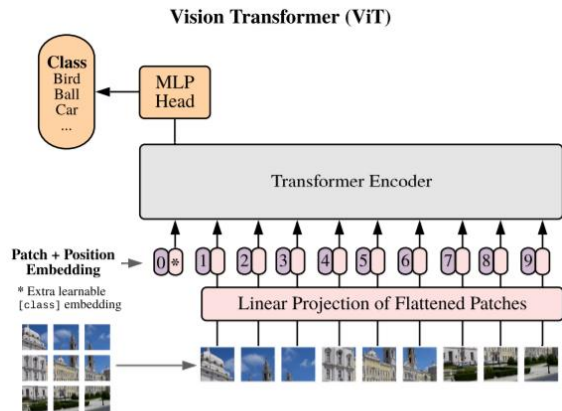 Vision Transformer (ViT)
Class
Bird
Ball
Car
...
MLP
Head
Transformer Encoder
Patch + Position
Embedding
* Extra learnable
[class] embedding
0 * 1 2 3 4 5 6 7 8 9
Linear Projection of Flattened Patches